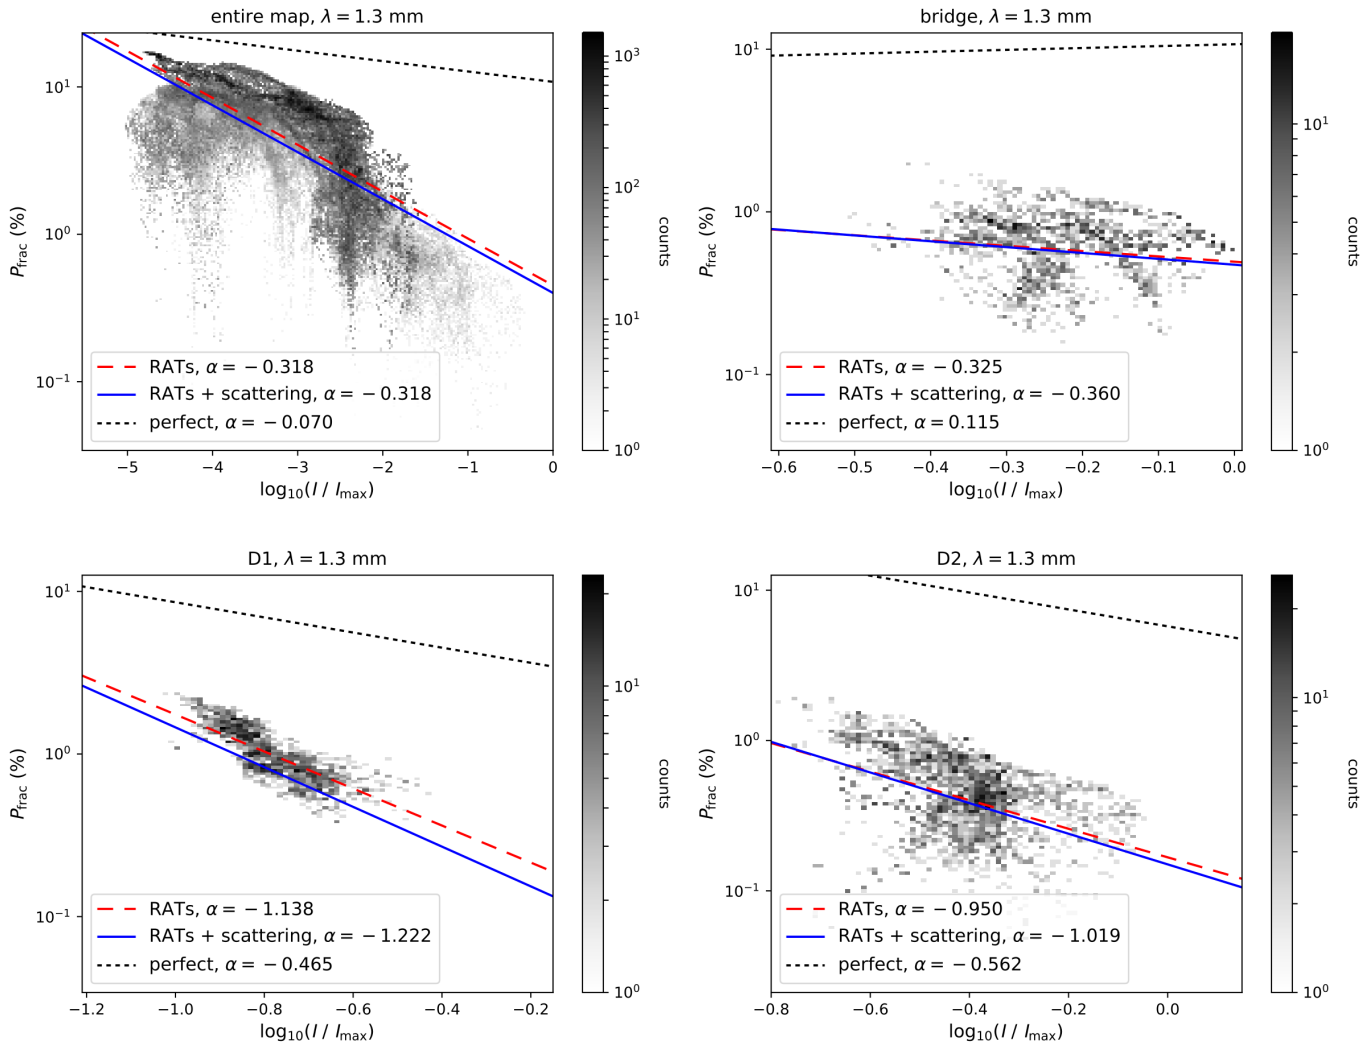 entire map, λ = 1.3 mm
10¹
10⁰
10⁻¹
P_frac (%)
RATs, α = −0.318
RATs + scattering, α = −0.318
perfect, α = −0.070
−5 −4 −3 −2 −1 0
log₁₀(I / I_max)
10³
10²
10¹
10⁰
counts
bridge, λ = 1.3 mm
10¹
10⁰
10⁻¹
P_frac (%)
RATs, α = −0.325
RATs + scattering, α = −0.360
perfect, α = 0.115
−0.6 −0.5 −0.4 −0.3 −0.2 −0.1 0.0
log₁₀(I / I_max)
10¹
10⁰
counts
D1, λ = 1.3 mm
10¹
10⁰
10⁻¹
P_frac (%)
RATs, α = −1.138
RATs + scattering, α = −1.222
perfect, α = −0.465
−1.2 −1.0 −0.8 −0.6 −0.4 −0.2
log₁₀(I / I_max)
10¹
10⁰
counts
D2, λ = 1.3 mm
10¹
10⁰
10⁻¹
P_frac (%)
RATs, α = −0.950
RATs + scattering, α = −1.019
perfect, α = −0.562
−0.8 −0.6 −0.4 −0.2 0.0
log₁₀(I / I_max)
10¹
10⁰
counts